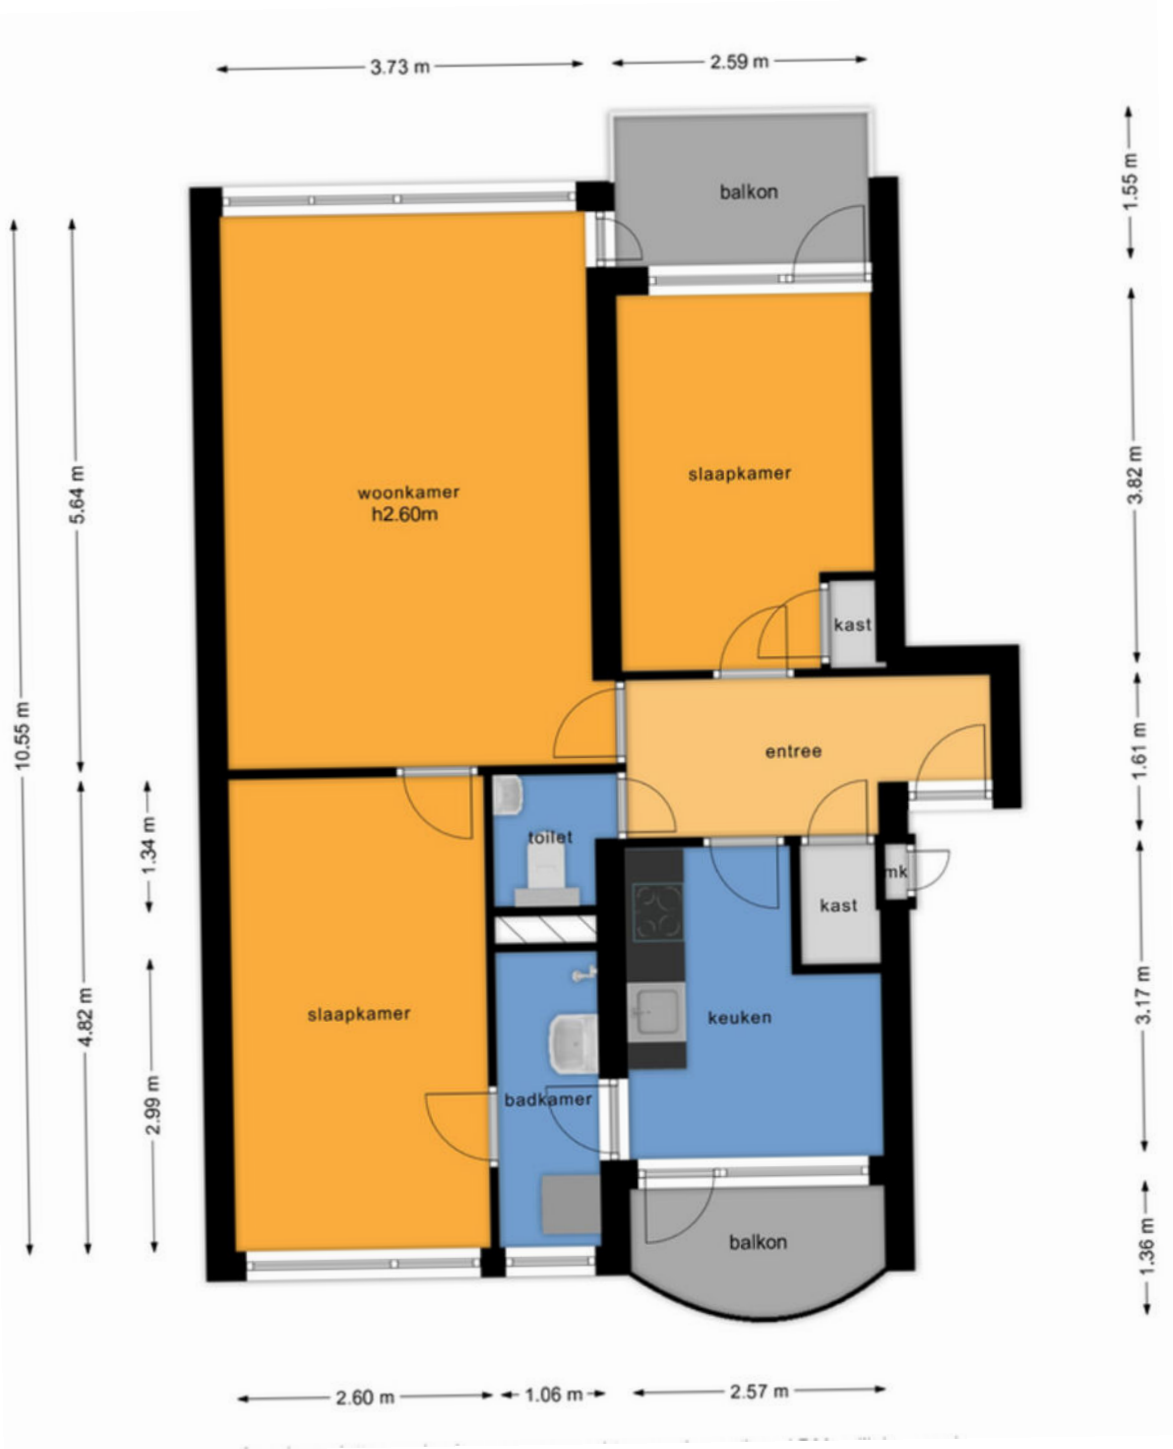 3.73 m
2.59 m
balkon
1.55 m
5.64 m
10.55 m
woonkamer
h2.60m
slaapkamer
3.82 m
kast
entree
1.61 m
toilet
1.34 m
kast
mk
slaapkamer
keuken
3.17 m
4.82 m
badkamer
2.99 m
balkon
1.36 m
2.60 m
1.06 m
2.57 m